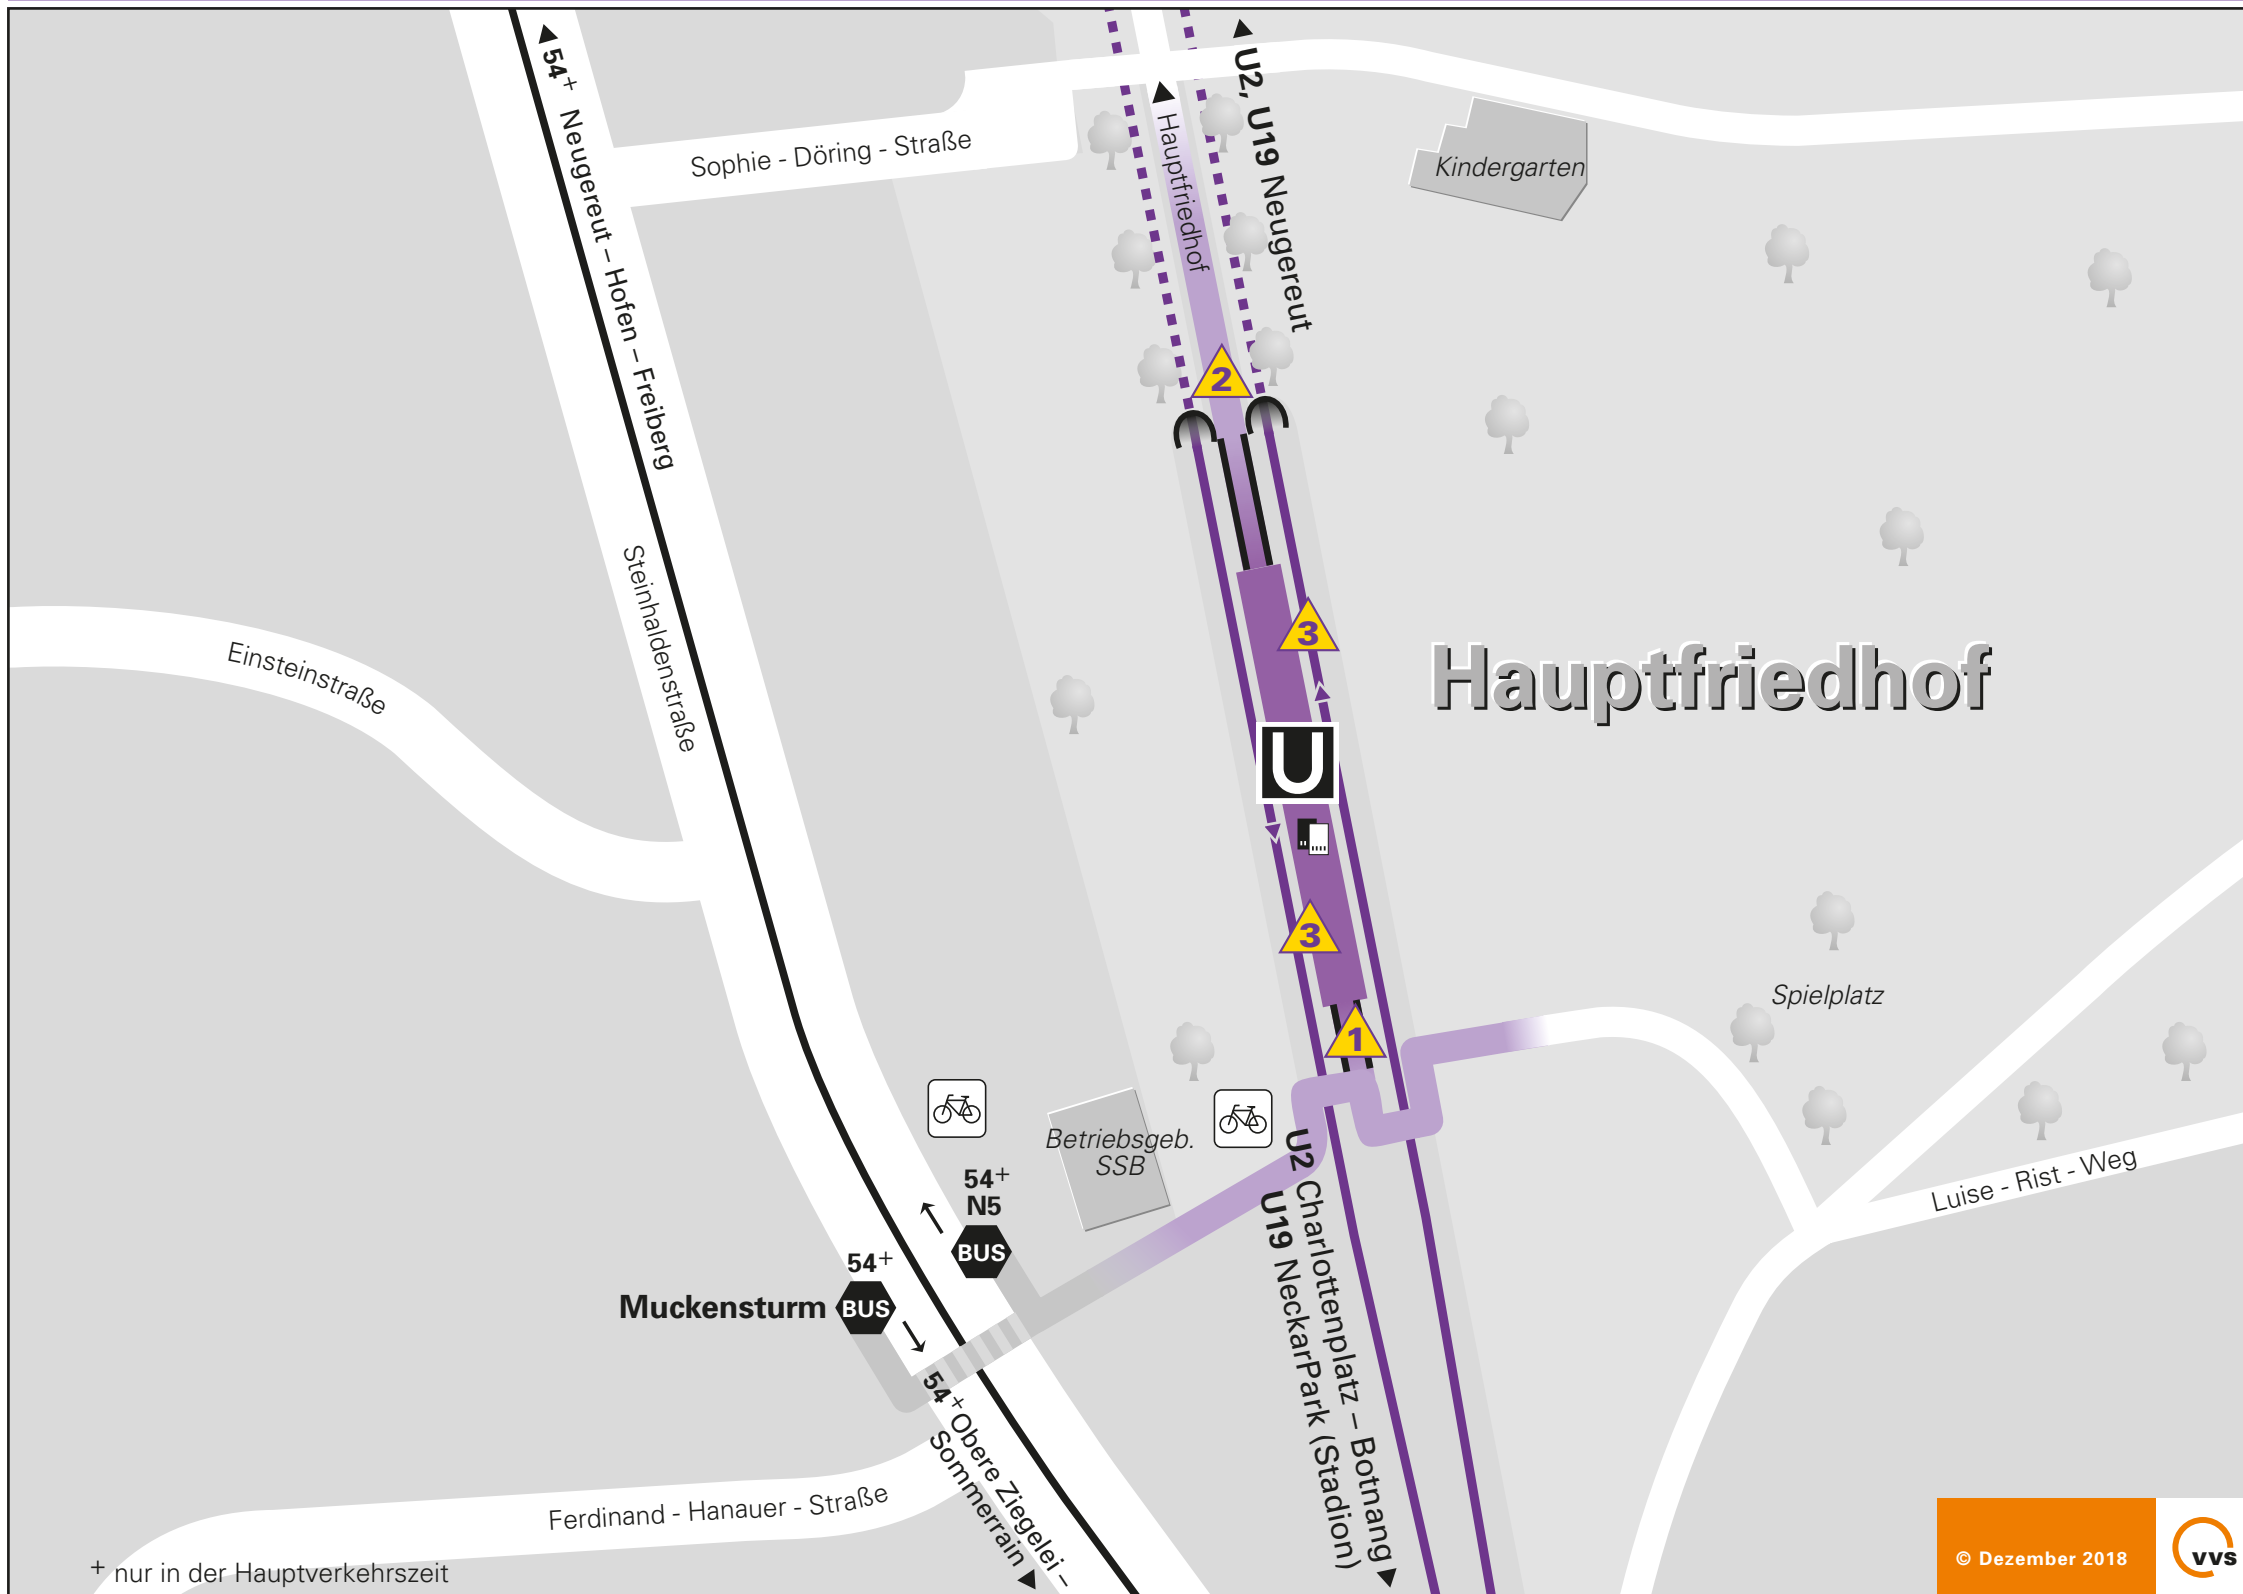 54+ Neugereut – Hofen – Freiberg
Sophie - Döring - Straße
Hauptfriedhof
U2, U19 Neugereut
Kindergarten
2
Einsteinstraße
Steinhaldenstraße
3
Hauptfriedhof
U
3
Spielplatz
1
Betriebsgeb.
SSB
Luise - Rist - Weg
54+
N5
BUS
54+
Muckensturm
BUS
U2 Charlottenplatz – Botnang
U19 NeckarPark (Stadion)
54+ Obere Ziegelei –
Sommerrain
Ferdinand - Hanauer - Straße
+ nur in der Hauptverkehrszeit
© Dezember 2018
vvs